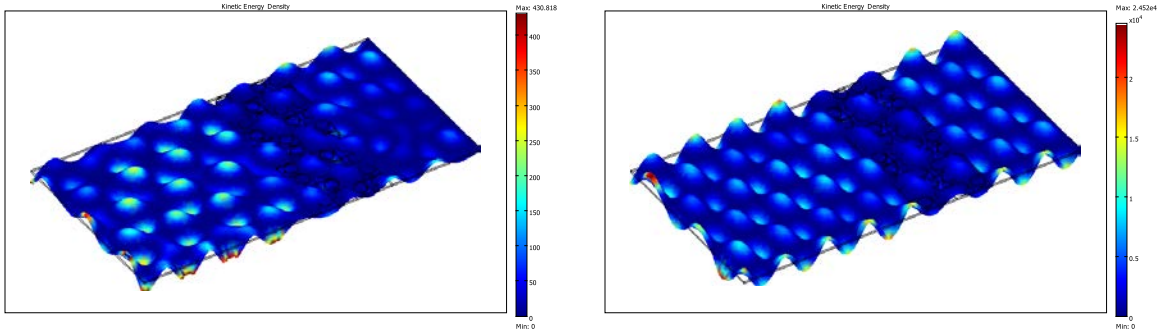 Kinetic Energy Density
Max: 430.818
400
350
300
250
200
150
100
50
0
Min: 0
Kinetic Energy Density
Max: 2.452e4
x10⁴
2
1.5
1
0.5
0
Min: 0